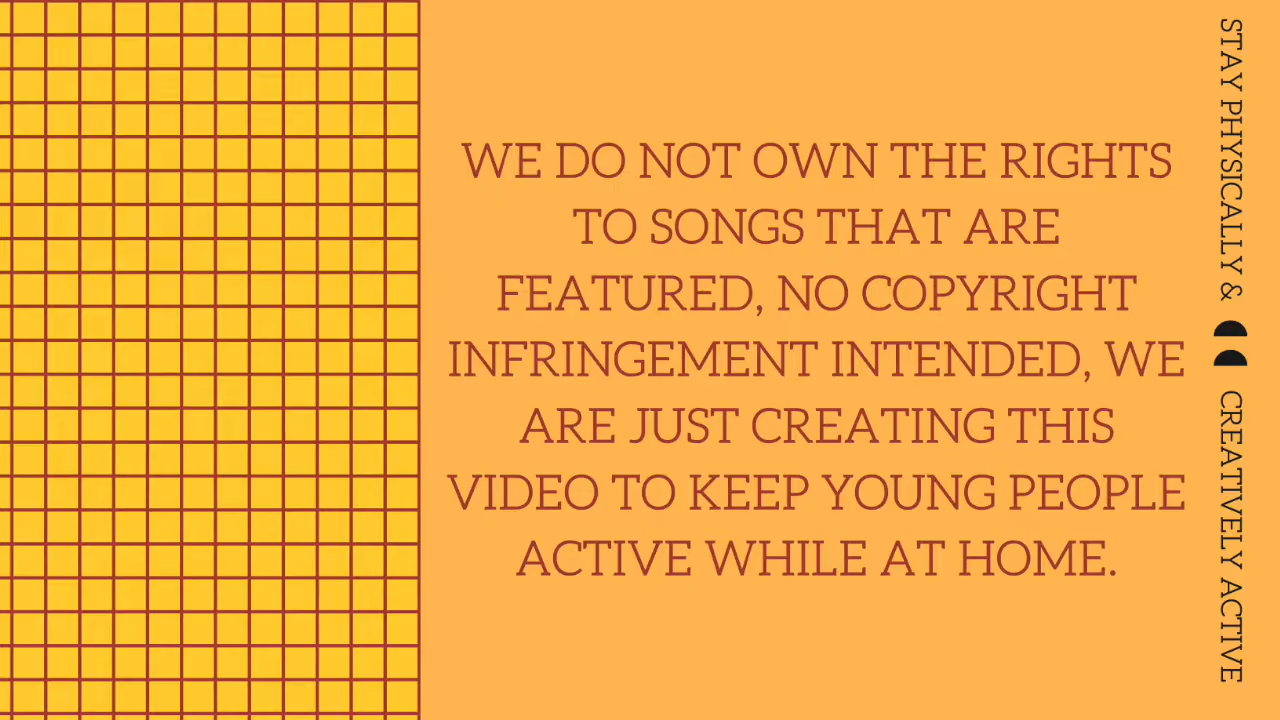 WE DO NOT OWN THE RIGHTS
TO SONGS THAT ARE
FEATURED, NO COPYRIGHT
INFRINGEMENT INTENDED, WE
ARE JUST CREATING THIS
VIDEO TO KEEP YOUNG PEOPLE
ACTIVE WHILE AT HOME.
STAY PHYSICALLY & CREATIVELY ACTIVE